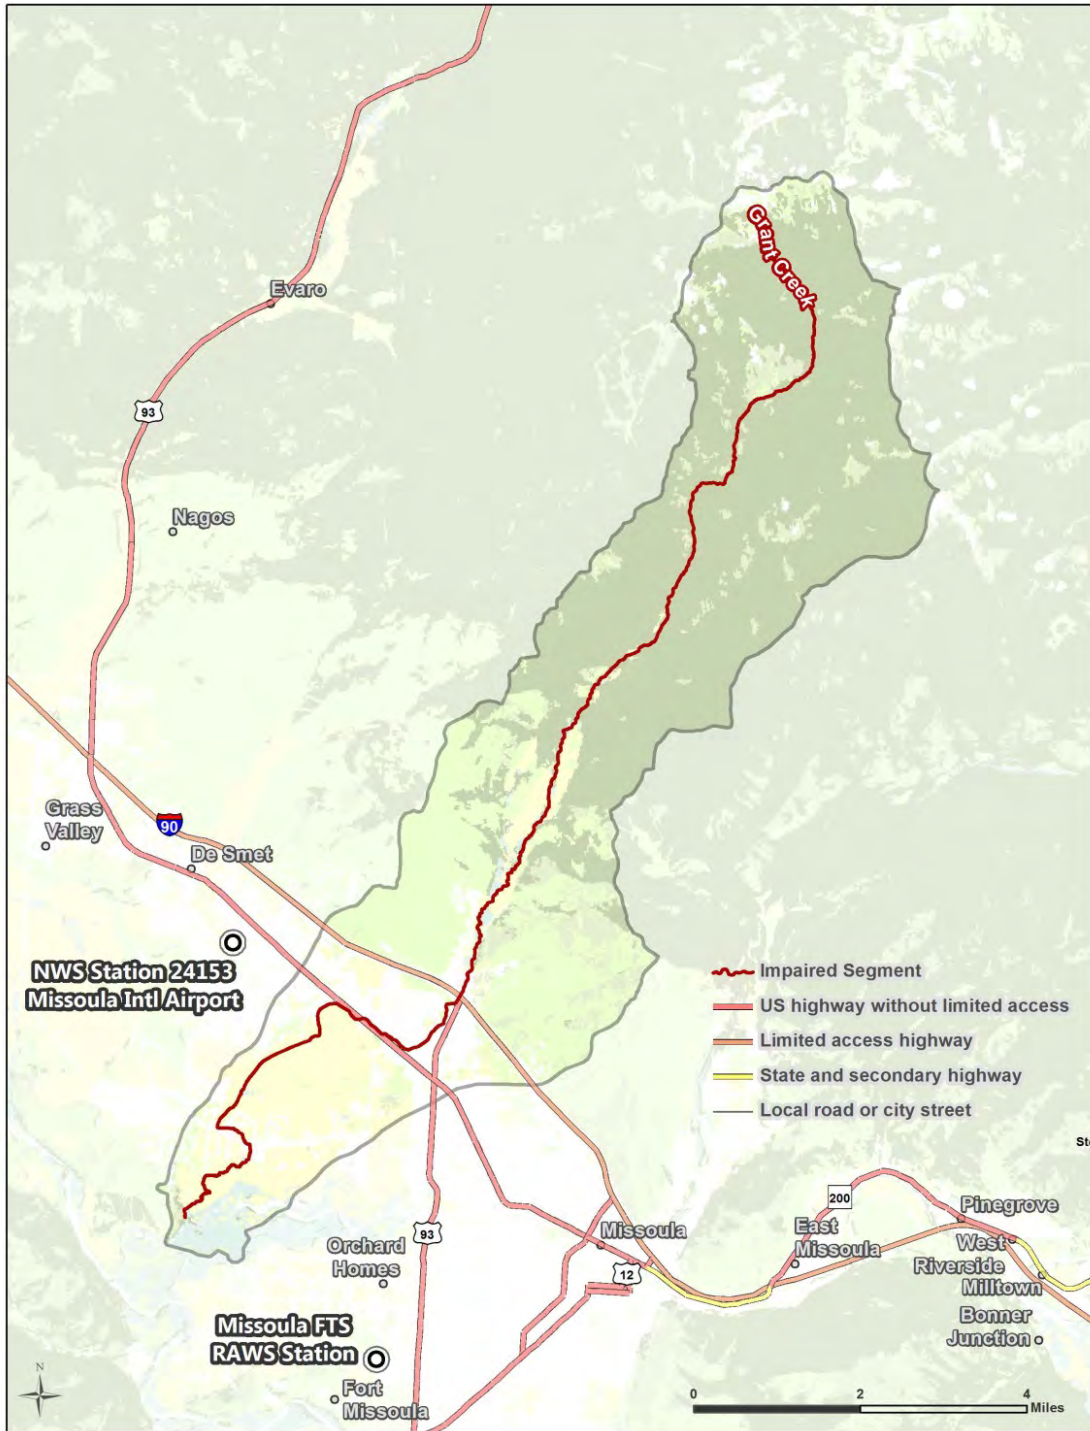 Grant Creek
Evaro
93
Nagos
Grass
Valley
90
De Smet
NWS Station 24153
Missoula Intl Airport
Impaired Segment
US highway without limited access
Limited access highway
State and secondary highway
Local road or city street
St
200
Pinegrove
Missoula
East
Missoula
West
Riverside
Milltown
93
Orchard
Homes
12
Bonner
Junction
Missoula FTS
RAWS Station
Fort
Missoula
N
0 2 4
Miles